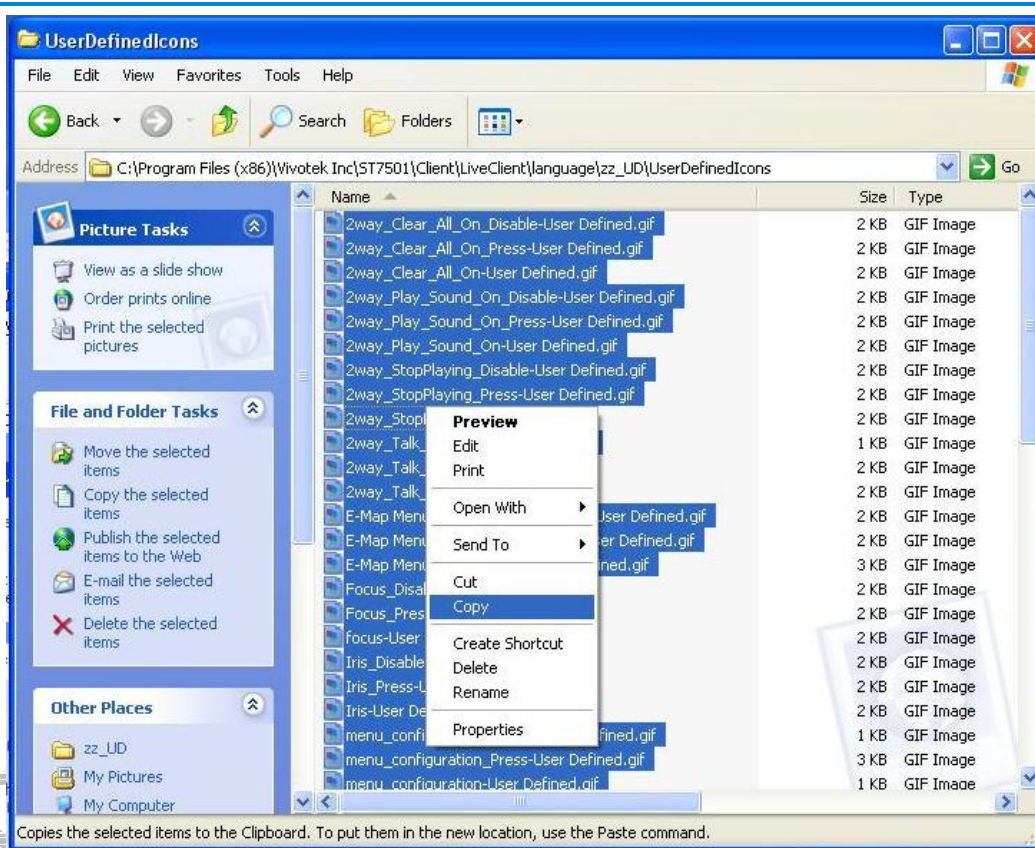 UserDefinedIcons
File Edit View Favorites Tools Help
Back Search Folders
Address C:\Program Files (x86)\Vivotek Inc\ST7501\Client\LiveClient\language\zz_UD\UserDefinedIcons Go
Picture Tasks
View as a slide show
Order prints online
Print the selected
pictures
File and Folder Tasks
Move the selected
items
Copy the selected
items
Publish the selected
items to the Web
E-mail the selected
items
Delete the selected
items
Other Places
zz_UD
My Pictures
My Computer
Name Size Type
2way_Clear_All_On_Disable-User Defined.gif 2 KB GIF Image
2way_Clear_All_On_Press-User Defined.gif 2 KB GIF Image
2way_Clear_All_On-User Defined.gif 2 KB GIF Image
2way_Play_Sound_On_Disable-User Defined.gif 2 KB GIF Image
2way_Play_Sound_On_Press-User Defined.gif 2 KB GIF Image
2way_Play_Sound_On-User Defined.gif 2 KB GIF Image
2way_StopPlaying_Disable-User Defined.gif 2 KB GIF Image
2way_StopPlaying_Press-User Defined.gif 2 KB GIF Image
2way_Stop 2 KB GIF Image
2way_Talk_ 1 KB GIF Image
2way_Talk_ 2 KB GIF Image
2way_Talk_ 2 KB GIF Image
E-Map Menu User Defined.gif 2 KB GIF Image
E-Map Menu er Defined.gif 2 KB GIF Image
E-Map Menu ined.gif 3 KB GIF Image
Focus_Disa 2 KB GIF Image
Focus_Pres 2 KB GIF Image
focus-User 2 KB GIF Image
Iris_Disable 2 KB GIF Image
Iris_Press-U 2 KB GIF Image
Iris-User De 2 KB GIF Image
menu_confi fined.gif 1 KB GIF Image
menu_configuration_Press-User Defined.gif 3 KB GIF Image
menu_configuration-User Defined.gif 1 KB GIF Image
Preview
Edit
Print
Open With
Send To
Cut
Copy
Create Shortcut
Delete
Rename
Properties
Copies the selected items to the Clipboard. To put them in the new location, use the Paste command.